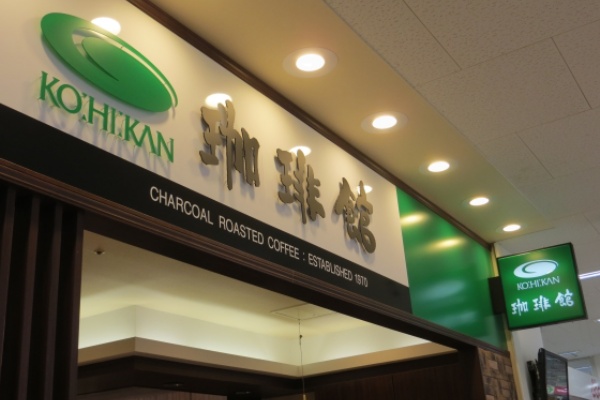 KO:HI:KAN
珈琲館
CHARCOAL ROASTED COFFEE : ESTABLISHED 1970
KO:HI:KAN
珈琲館